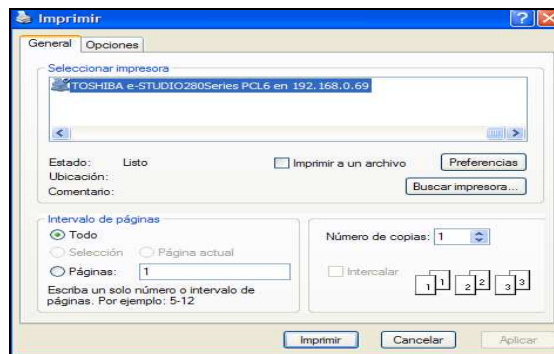 Imprimir
General Opciones
Seleccionar impresora
TOSHIBA e-STUDIO280Series PCL6 en 192.168.0.69
Estado: Listo
Imprimir a un archivo
Preferencias
Ubicación:
Comentario:
Buscar impresora...
Intervalo de páginas
Todo
Selección Página actual
Páginas: 1
Escriba un solo número o intervalo de
páginas. Por ejemplo: 5-12
Número de copias: 1
Intercalar
1 1 2 2 3 3
Imprimir Cancelar Aplicar